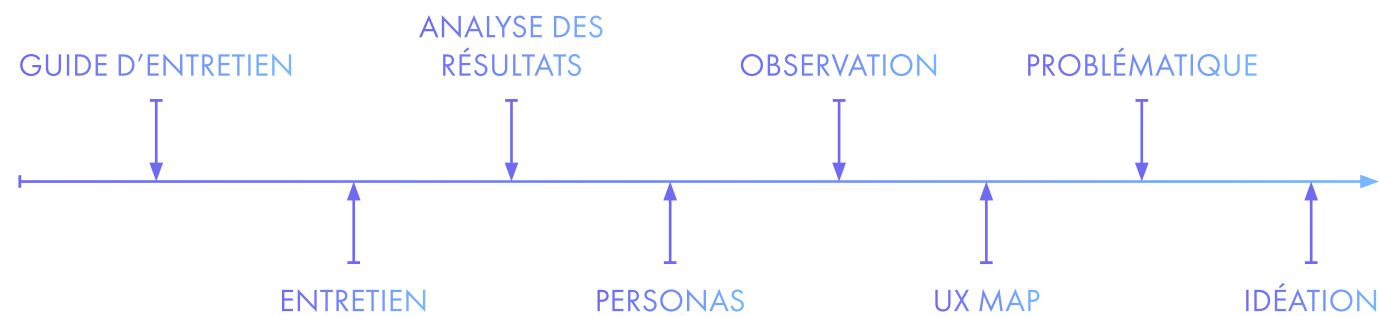 GUIDE D’ENTRETIEN
ENTRETIEN
ANALYSE DES
RÉSULTATS
PERSONAS
OBSERVATION
UX MAP
PROBLÉMATIQUE
IDÉATION